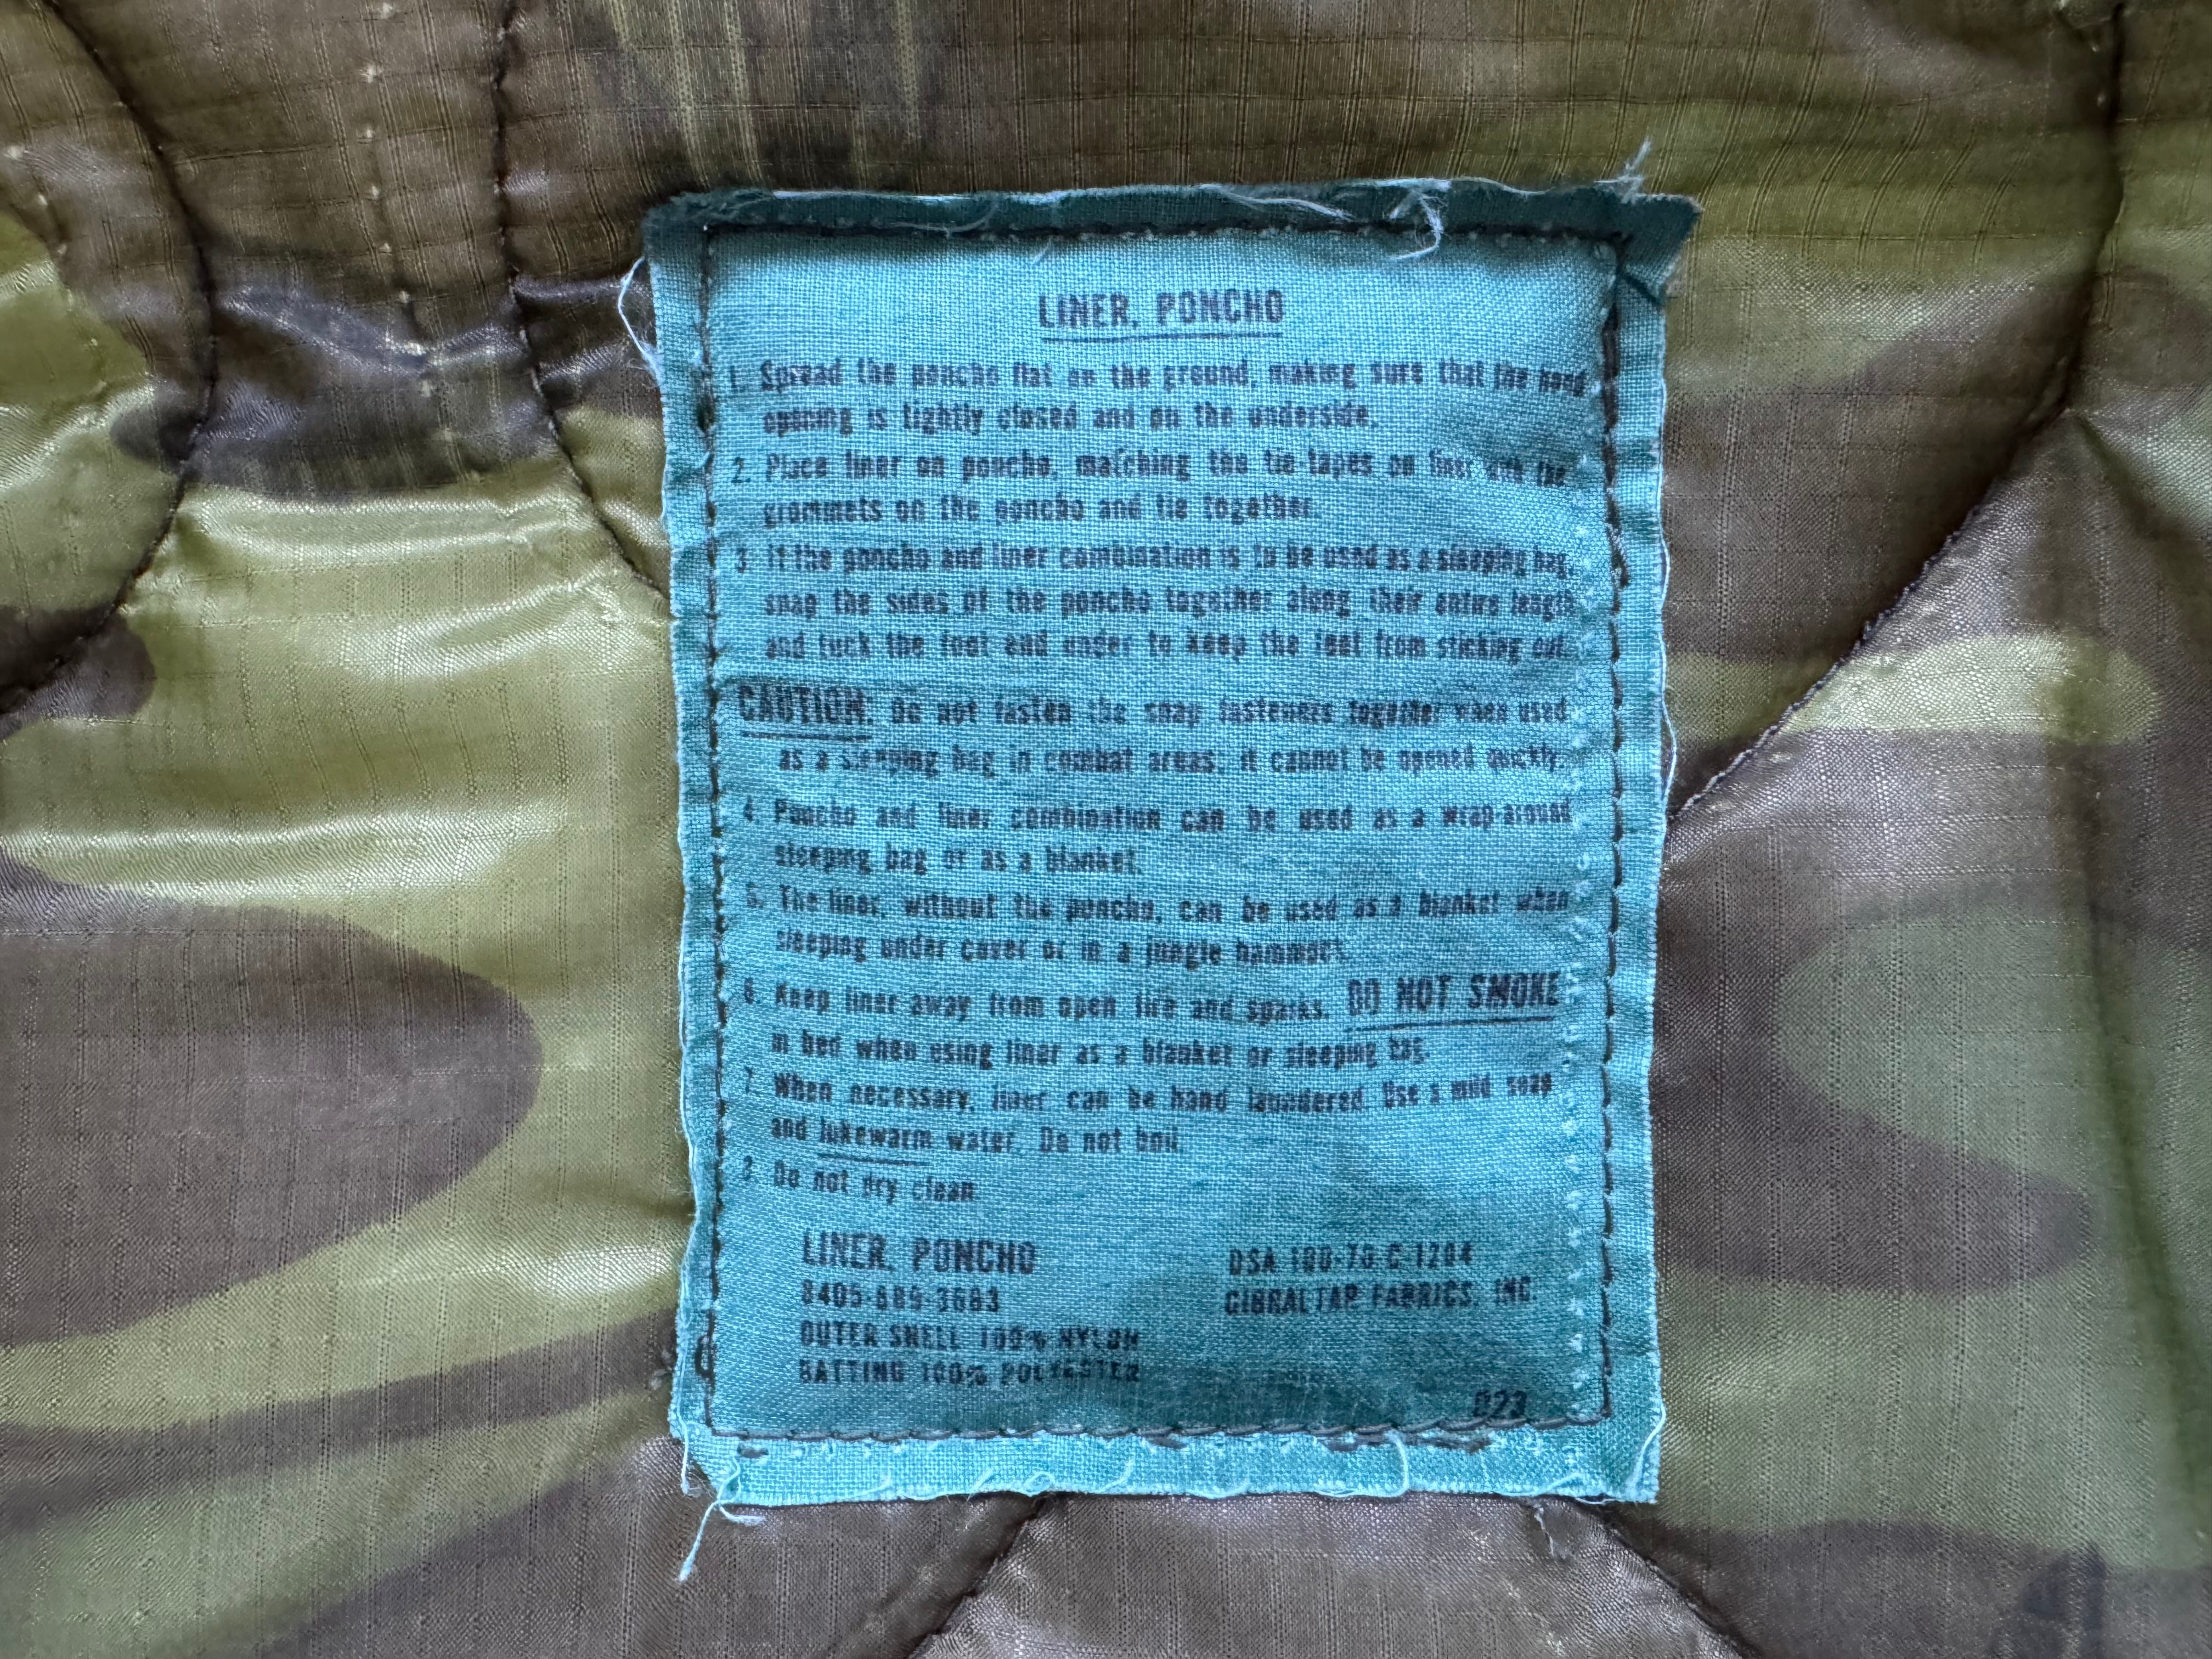 LINER, PONCHO
1. Spread the poncho flat on the ground, making sure that the hood
opening is tightly closed and on the underside.
2. Place liner on poncho, matching the tie tapes on liner with the
grommets on the poncho and tie together.
3. If the poncho and liner combination is to be used as a sleeping bag,
snap the sides of the poncho together along their entire length
and tuck the foot end under to keep the feet from sticking out.
CAUTION: Do not fasten the snap fasteners together when used
as a sleeping bag in combat areas; it cannot be opened quickly.
4. Poncho and liner combination can be used as a wrap-around
sleeping bag or as a blanket.
5. The liner, without the poncho, can be used as a blanket when
sleeping under cover or in a jungle hammock.
6. Keep liner away from open fire and sparks. DO NOT SMOKE
in bed when using liner as a blanket or sleeping bag.
7. When necessary, liner can be hand laundered. Use a mild soap
and lukewarm water. Do not boil.
8. Do not dry clean.
LINER, PONCHO
OUTER SHELL 100% NYLON
BATTING 100% POLYESTER
GIBRALTAR FABRICS, INC.